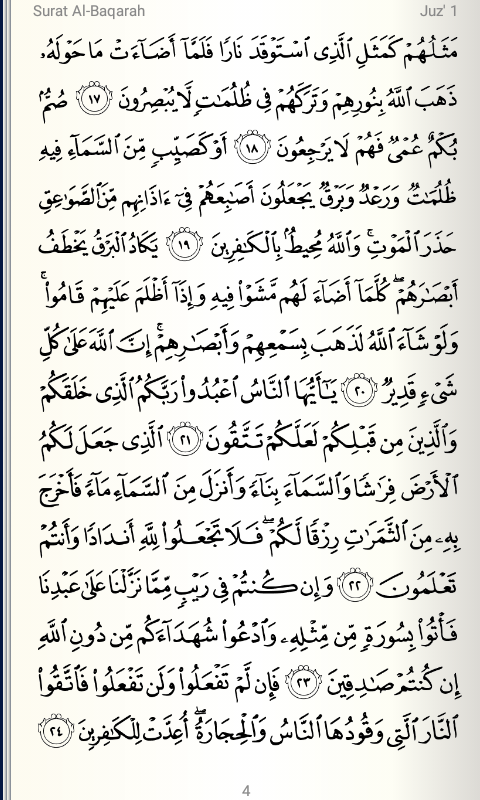 Surat Al-Baqarah Juz' 1
مَثَلُهُمۡ كَمَثَلِ ٱلَّذِي ٱسۡتَوۡقَدَ نَارٗا فَلَمَّآ أَضَآءَتۡ مَا حَوۡلَهُۥ
ذَهَبَ ٱللَّهُ بِنُورِهِمۡ وَتَرَكَهُمۡ فِي ظُلُمَٰتٖ لَّا يُبۡصِرُونَ ١٧ صُمُّۢ
بُكۡمٌ عُمۡيٞ فَهُمۡ لَا يَرۡجِعُونَ ١٨ أَوۡ كَصَيِّبٖ مِّنَ ٱلسَّمَآءِ فِيهِ
ظُلُمَٰتٞ وَرَعۡدٞ وَبَرۡقٞ يَجۡعَلُونَ أَصَٰبِعَهُمۡ فِيٓ ءَاذَانِهِم مِّنَ ٱلصَّوَٰعِقِ
حَذَرَ ٱلۡمَوۡتِۚ وَٱللَّهُ مُحِيطُۢ بِٱلۡكَٰفِرِينَ ١٩ يَكَادُ ٱلۡبَرۡقُ يَخۡطَفُ
أَبۡصَٰرَهُمۡۖ كُلَّمَآ أَضَآءَ لَهُم مَّشَوۡاْ فِيهِ وَإِذَآ أَظۡلَمَ عَلَيۡهِمۡ قَامُواْۚ
وَلَوۡ شَآءَ ٱللَّهُ لَذَهَبَ بِسَمۡعِهِمۡ وَأَبۡصَٰرِهِمۡۚ إِنَّ ٱللَّهَ عَلَىٰ كُلِّ
شَيۡءٖ قَدِيرٞ ٢٠ يَٰٓأَيُّهَا ٱلنَّاسُ ٱعۡبُدُواْ رَبَّكُمُ ٱلَّذِي خَلَقَكُمۡ
وَٱلَّذِينَ مِن قَبۡلِكُمۡ لَعَلَّكُمۡ تَتَّقُونَ ٢١ ٱلَّذِي جَعَلَ لَكُمُ
ٱلۡأَرۡضَ فِرَٰشٗا وَٱلسَّمَآءَ بِنَآءٗ وَأَنزَلَ مِنَ ٱلسَّمَآءِ مَآءٗ فَأَخۡرَجَ
بِهِۦ مِنَ ٱلثَّمَرَٰتِ رِزۡقٗا لَّكُمۡۖ فَلَا تَجۡعَلُواْ لِلَّهِ أَندَادٗا وَأَنتُمۡ
تَعۡلَمُونَ ٢٢ وَإِن كُنتُمۡ فِي رَيۡبٖ مِّمَّا نَزَّلۡنَا عَلَىٰ عَبۡدِنَا
فَأۡتُواْ بِسُورَةٖ مِّن مِّثۡلِهِۦ وَٱدۡعُواْ شُهَدَآءَكُم مِّن دُونِ ٱللَّهِ
إِن كُنتُمۡ صَٰدِقِينَ ٢٣ فَإِن لَّمۡ تَفۡعَلُواْ وَلَن تَفۡعَلُواْ فَٱتَّقُواْ
ٱلنَّارَ ٱلَّتِي وَقُودُهَا ٱلنَّاسُ وَٱلۡحِجَارَةُۖ أُعِدَّتۡ لِلۡكَٰفِرِينَ ٢٤
4